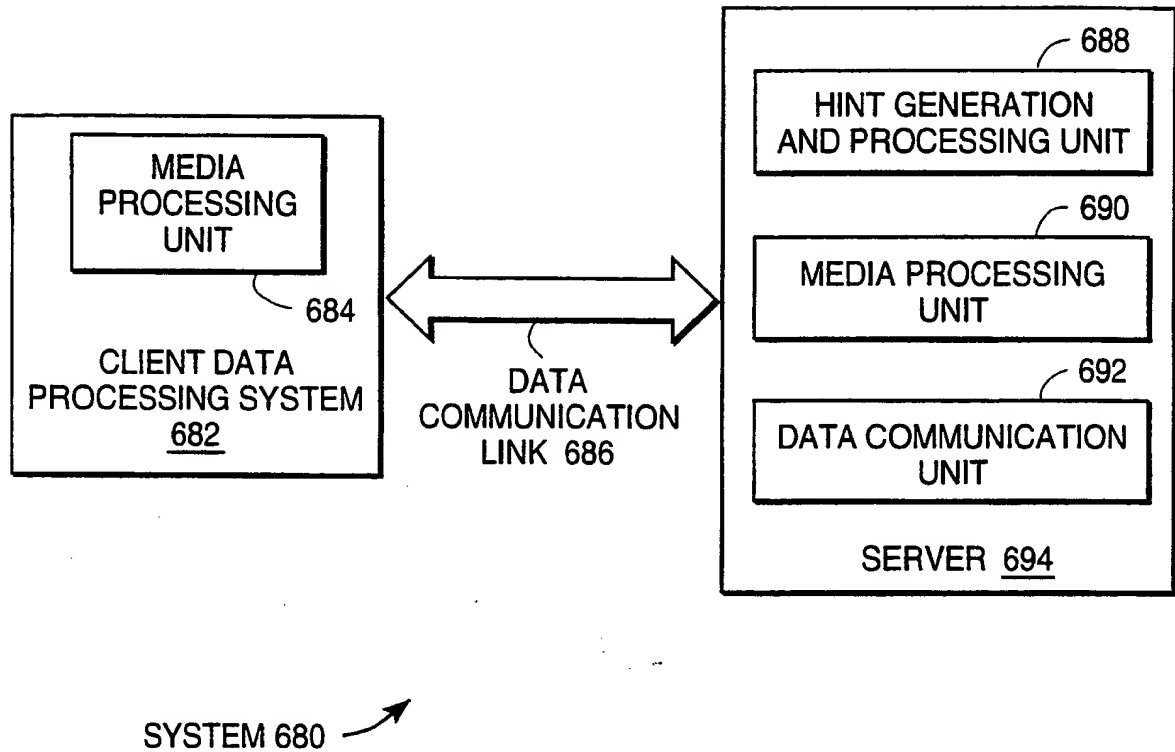 MEDIA
PROCESSING
UNIT
684
CLIENT DATA
PROCESSING SYSTEM
682
DATA
COMMUNICATION
LINK 686
688
HINT GENERATION
AND PROCESSING UNIT
690
MEDIA PROCESSING
UNIT
692
DATA COMMUNICATION
UNIT
SERVER 694
SYSTEM 680